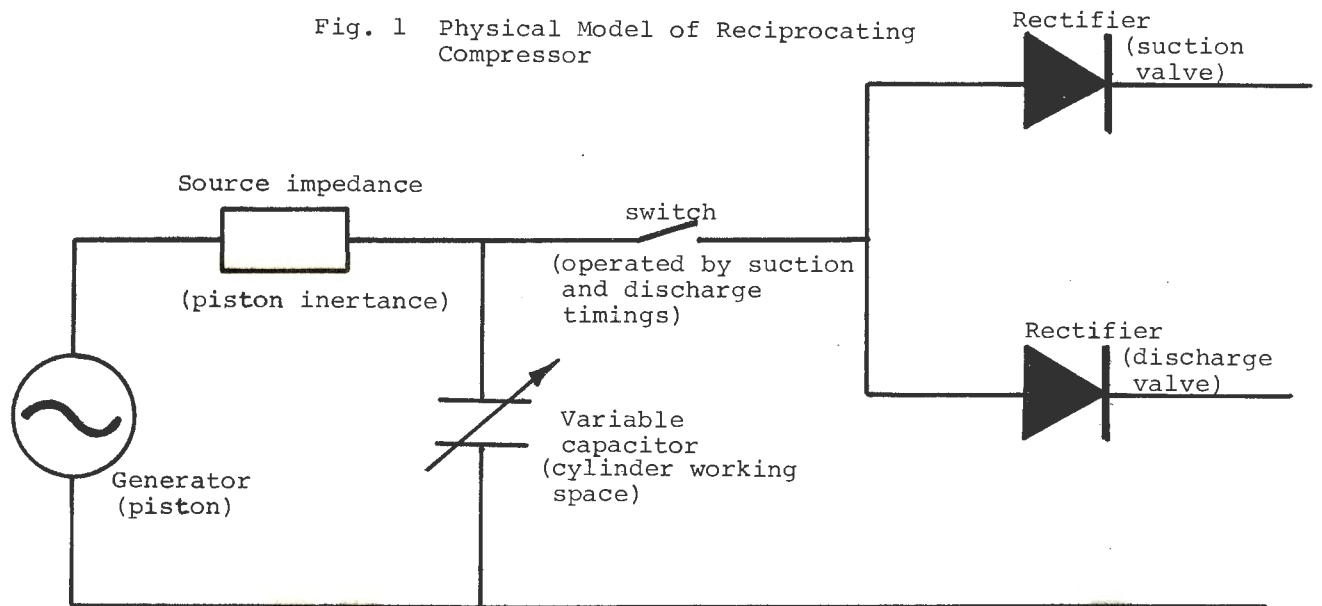 Fig. 1 Physical Model of Reciprocating
Compressor
Rectifier
(suction
valve)
Source impedance
(piston inertance)
switch
(operated by suction
and discharge
timings)
Rectifier
(discharge
valve)
Variable
capacitor
(cylinder working
space)
Generator
(piston)